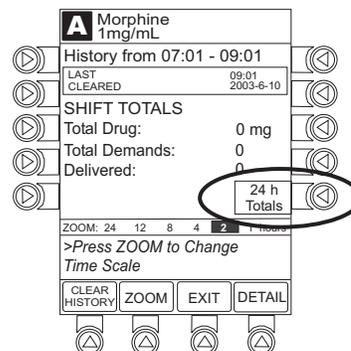 A Morphine
1mg/mL
History from 07:01 - 09:01
LAST 09:01
CLEARED 2003-6-10
SHIFT TOTALS
Total Drug: 0 mg
Total Demands: 0
Delivered: 0
24 h
Totals
ZOOM: 24 12 8 4 2 1 hours
>Press ZOOM to Change
Time Scale
CLEAR
HISTORY ZOOM EXIT DETAIL